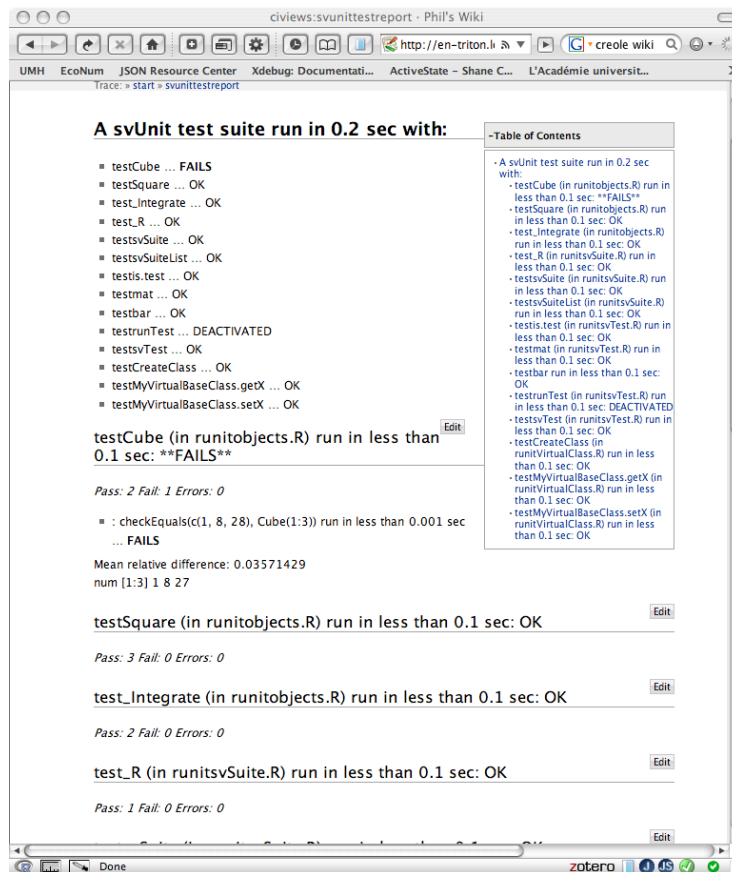 civiews:svunittestreport - Phil's Wiki
http://en-triton.l
G creole wiki
UMH EcoNum JSON Resource Center Xdebug: Documentati... ActiveState – Shane C... L'Académie universit...
Trace: » start » svunittestreport
A svUnit test suite run in 0.2 sec with:
testCube … FAILS
testSquare … OK
test_Integrate … OK
test_R … OK
testsvSuite … OK
testsvSuiteList … OK
testis.test … OK
testmat … OK
testbar … OK
testrunTest … DEACTIVATED
testsvTest … OK
testCreateClass … OK
testMyVirtualBaseClass.getX … OK
testMyVirtualBaseClass.setX … OK
–Table of Contents
A svUnit test suite run in 0.2 sec
with:
testCube (in runitobjects.R) run in
less than 0.1 sec: **FAILS**
testSquare (in runitobjects.R) run
in less than 0.1 sec: OK
test_Integrate (in runitobjects.R)
run in less than 0.1 sec: OK
test_R (in runitsvSuite.R) run in
less than 0.1 sec: OK
testsvSuite (in runitsvSuite.R) run
in less than 0.1 sec: OK
testsvSuiteList (in runitsvSuite.R)
run in less than 0.1 sec: OK
testis.test (in runitsvTest.R) run in
less than 0.1 sec: OK
testmat (in runitsvTest.R) run in
less than 0.1 sec: OK
testbar run in less than 0.1 sec:
OK
testrunTest (in runitsvTest.R) run
in less than 0.1 sec: DEACTIVATED
testsvTest (in runitsvTest.R) run in
less than 0.1 sec: OK
testCreateClass (in
runitVirtualClass.R) run in less
than 0.1 sec: OK
testMyVirtualBaseClass.getX (in
runitVirtualClass.R) run in less
than 0.1 sec: OK
testMyVirtualBaseClass.setX (in
runitVirtualClass.R) run in less
than 0.1 sec: OK
Edit
testCube (in runitobjects.R) run in less than
0.1 sec: **FAILS**
Pass: 2 Fail: 1 Errors: 0
: checkEquals(c(1, 8, 28), Cube(1:3)) run in less than 0.001 sec
… FAILS
Mean relative difference: 0.03571429
num [1:3] 1 8 27
Edit
testSquare (in runitobjects.R) run in less than 0.1 sec: OK
Pass: 3 Fail: 0 Errors: 0
Edit
test_Integrate (in runitobjects.R) run in less than 0.1 sec: OK
Pass: 2 Fail: 0 Errors: 0
Edit
test_R (in runitsvSuite.R) run in less than 0.1 sec: OK
Pass: 1 Fail: 0 Errors: 0
Edit
Done
zotero J JS